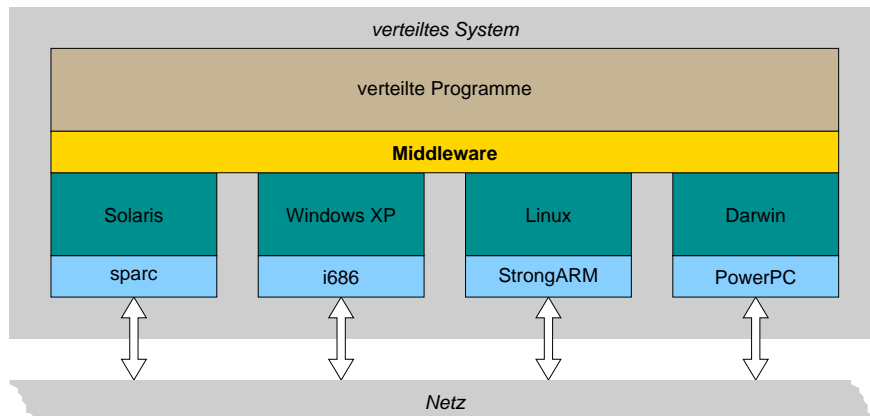 verteiltes System
verteilte Programme
Middleware
Solaris
Windows XP
Linux
Darwin
sparc
i686
StrongARM
PowerPC
Netz